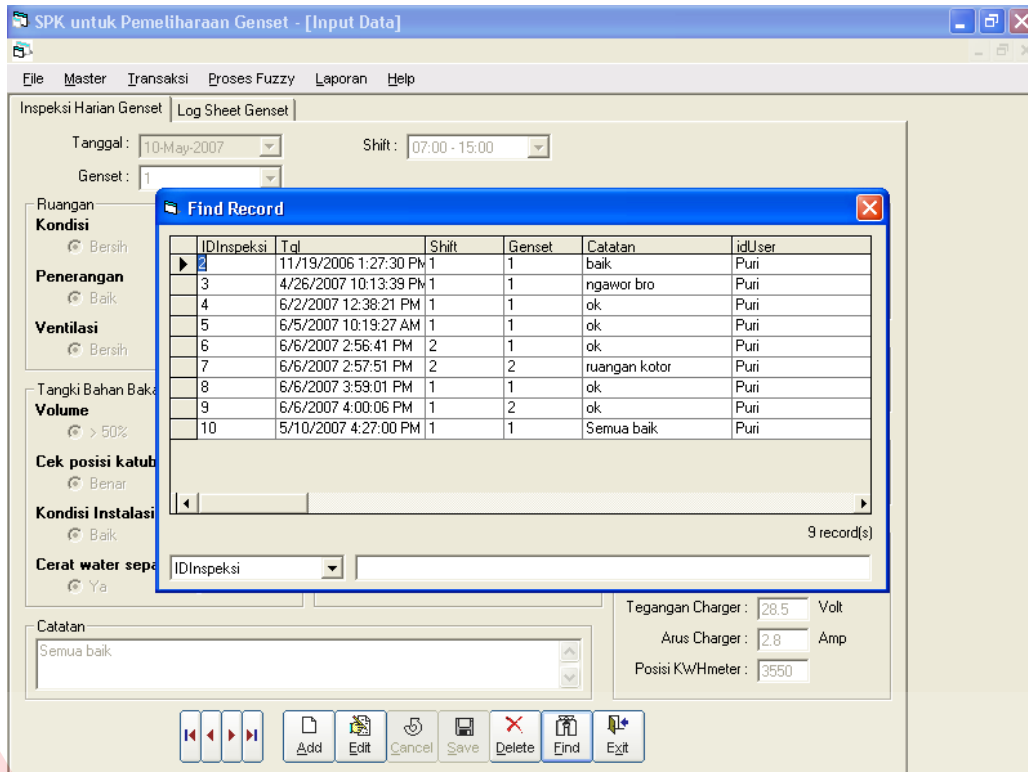 SPK untuk Pemeliharaan Genset - [Input Data]
File Master Transaksi Proses Fuzzy Laporan Help
Inspeksi Harian Genset Log Sheet Genset
Tanggal : 10-May-2007 Shift : 07:00 - 15:00
Genset : 1
Ruangan
Kondisi
Bersih
Penerangan
Baik
Ventilasi
Bersih
Tangki Bahan Baka
Volume
> 50%
Cek posisi katub
Benar
Kondisi Instalasi
Baik
Cerat water sepa
Ya
Find Record
IDInspeksi Tgl Shift Genset Catatan idUser
2 11/19/2006 1:27:30 PM 1 1 baik Puri
3 4/26/2007 10:13:39 PM 1 1 ngawor bro Puri
4 6/2/2007 12:38:21 PM 1 1 ok Puri
5 6/5/2007 10:19:27 AM 1 1 ok Puri
6 6/6/2007 2:56:41 PM 2 1 ok Puri
7 6/6/2007 2:57:51 PM 2 2 ruangan kotor Puri
8 6/6/2007 3:59:01 PM 1 1 ok Puri
9 6/6/2007 4:00:06 PM 1 2 ok Puri
10 5/10/2007 4:27:00 PM 1 1 Semua baik Puri
9 record(s)
IDInspeksi
Tegangan Charger : 28.5 Volt
Arus Charger : 2.8 Amp
Posisi KWHmeter : 3550
Catatan
Semua baik
Add Edit Cancel Save Delete Find Exit